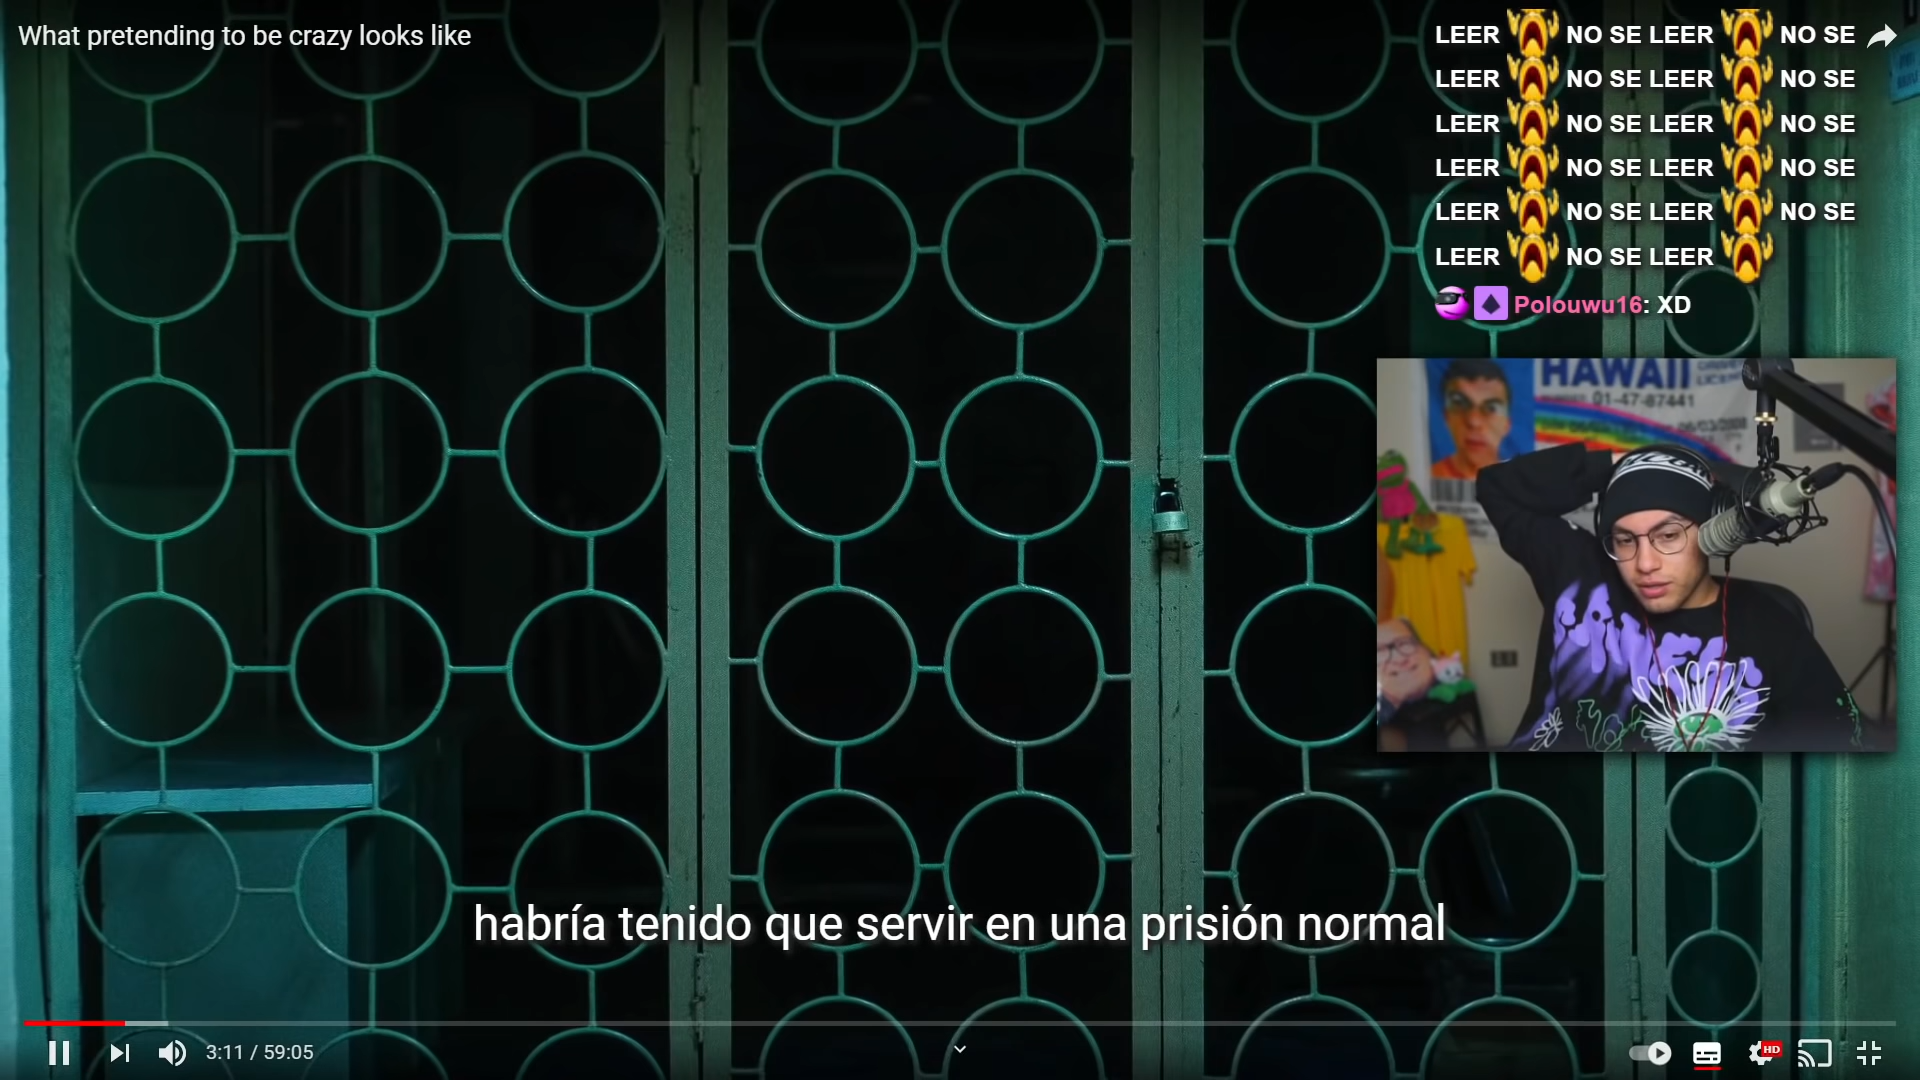 What pretending to be crazy looks like
LEER NO SE LEER NO SE
LEER NO SE LEER NO SE
LEER NO SE LEER NO SE
LEER NO SE LEER NO SE
LEER NO SE LEER NO SE
LEER NO SE LEER
Polouwu16: XD
HAWAII
01-47-87441
habría tenido que servir en una prisión normal
3:11 / 59:05
HD